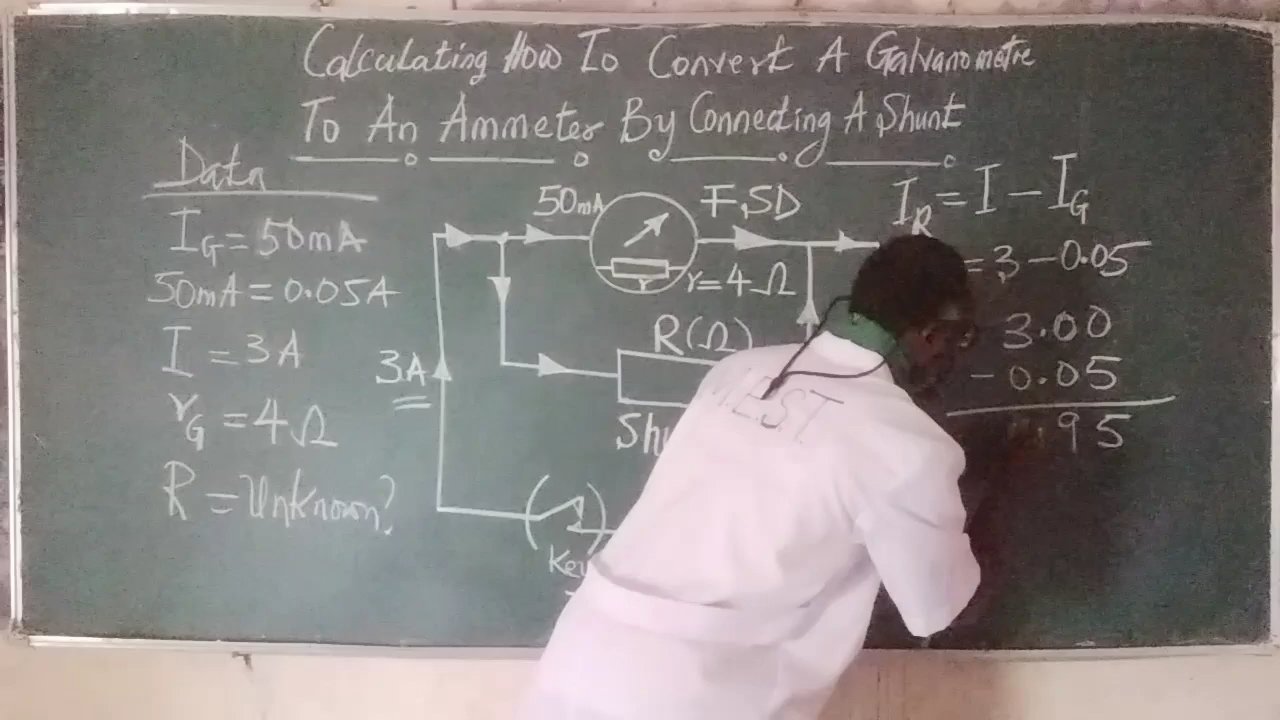 Calculating How To Convert A Galvanometre
To An Ammeter By Connecting A Shunt
Data
I_G = 50mA
50mA = 0.05A
I = 3A
r_G = 4Ω
R = Unknown?
50mA
F.S.D
r = 4Ω
r
R(Ω)
3A
Key
I_R = I - I_G
= 3 - 0.05
3.00
- 0.05
95